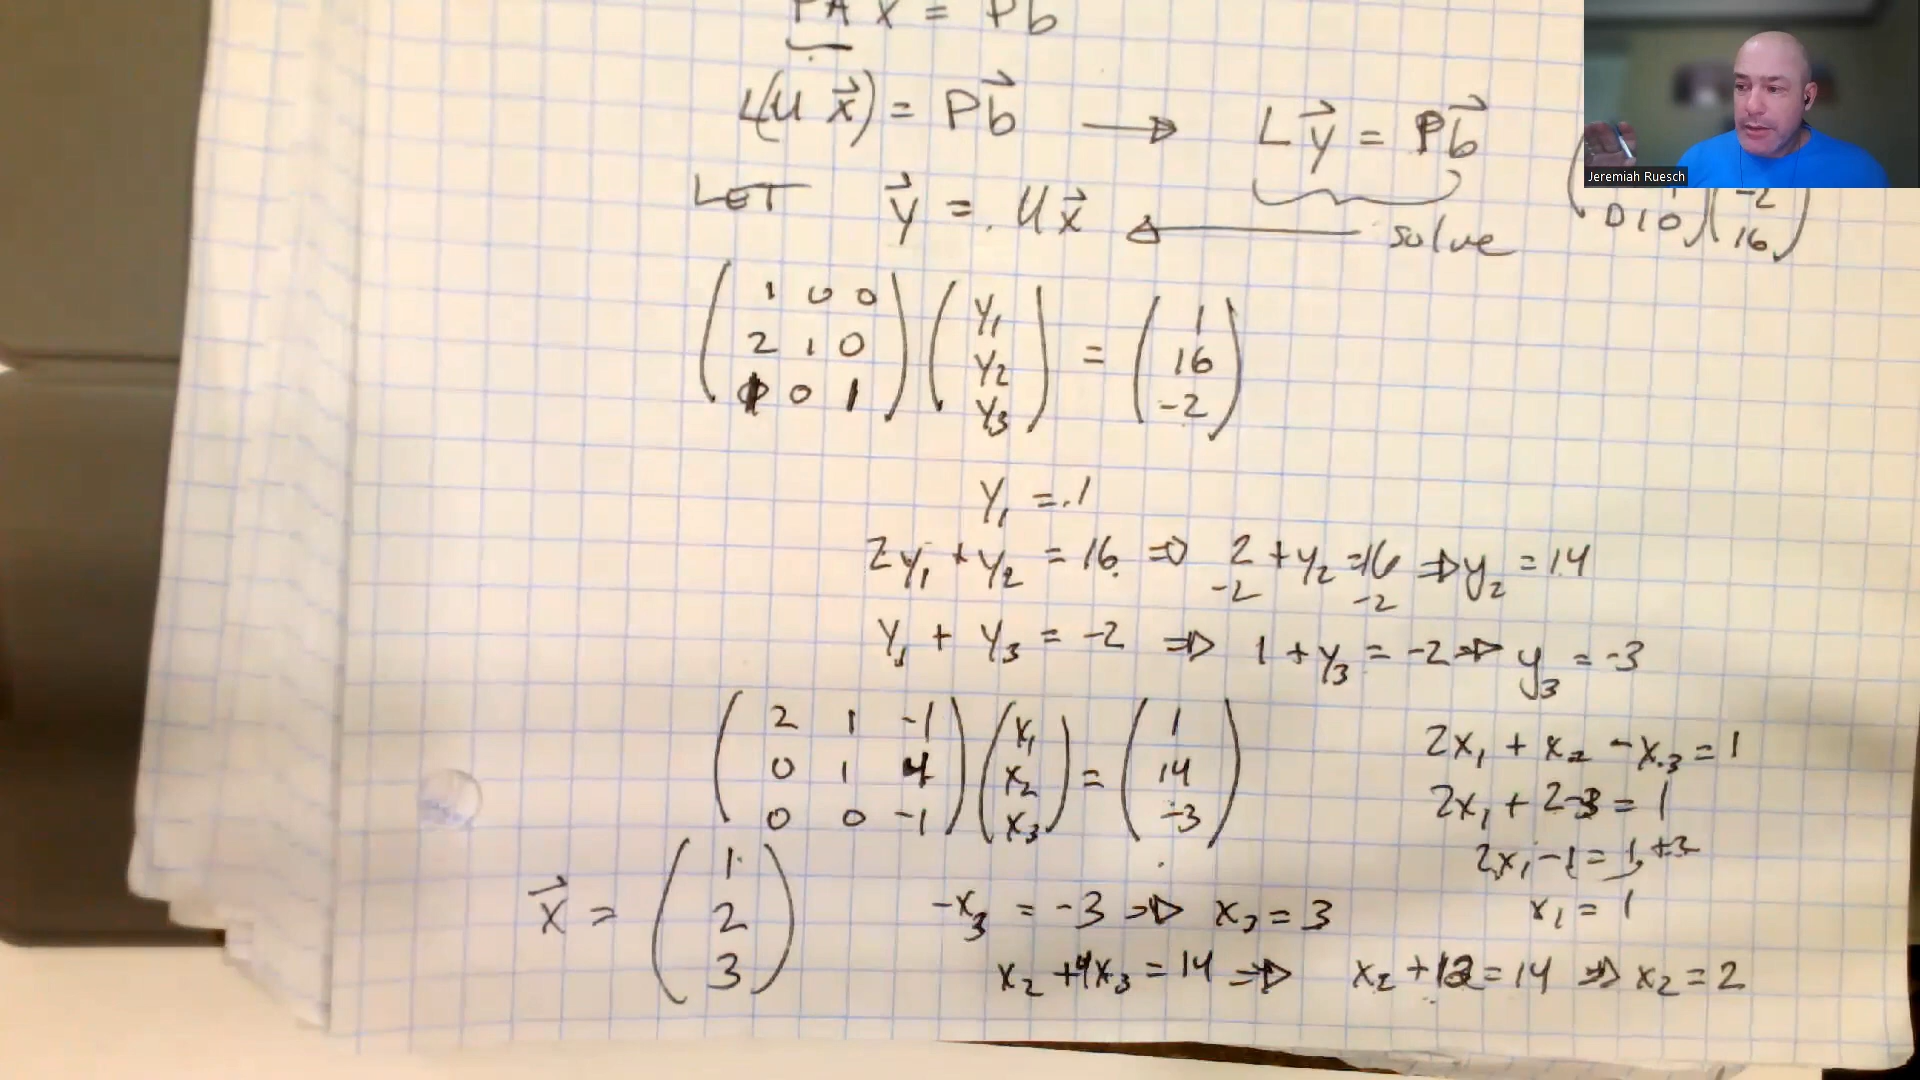 PA x = Pb
L(U x⃗) = Pb⃗ → Ly⃗ = Pb⃗
LET y⃗ = Ux⃗ ← solve
-2
0 1 0 16
Jeremiah Ruesch
1 0 0 y₁ 1
2 1 0 y₂ = 16
1 0 1 y₃ -2
y₁ = 1
2y₁ + y₂ = 16 ⇒ 2 + y₂ = 16 ⇒ y₂ = 14
-2 -2
y₁ + y₃ = -2 ⇒ 1 + y₃ = -2 ⇒ y₃ = -3
2 1 -1 x₁ 1
0 1 4 x₂ = 14
0 0 -1 x₃ -3
2x₁ + x₂ - x₃ = 1
2x₁ + 2-3 = 1
2x₁ - 1 = 1
x₁ = 1
x⃗ = 1 2 3
-x₃ = -3 ⇒ x₃ = 3
x₂ + 4x₃ = 14 ⇒ x₂ + 12 = 14 ⇒ x₂ = 2